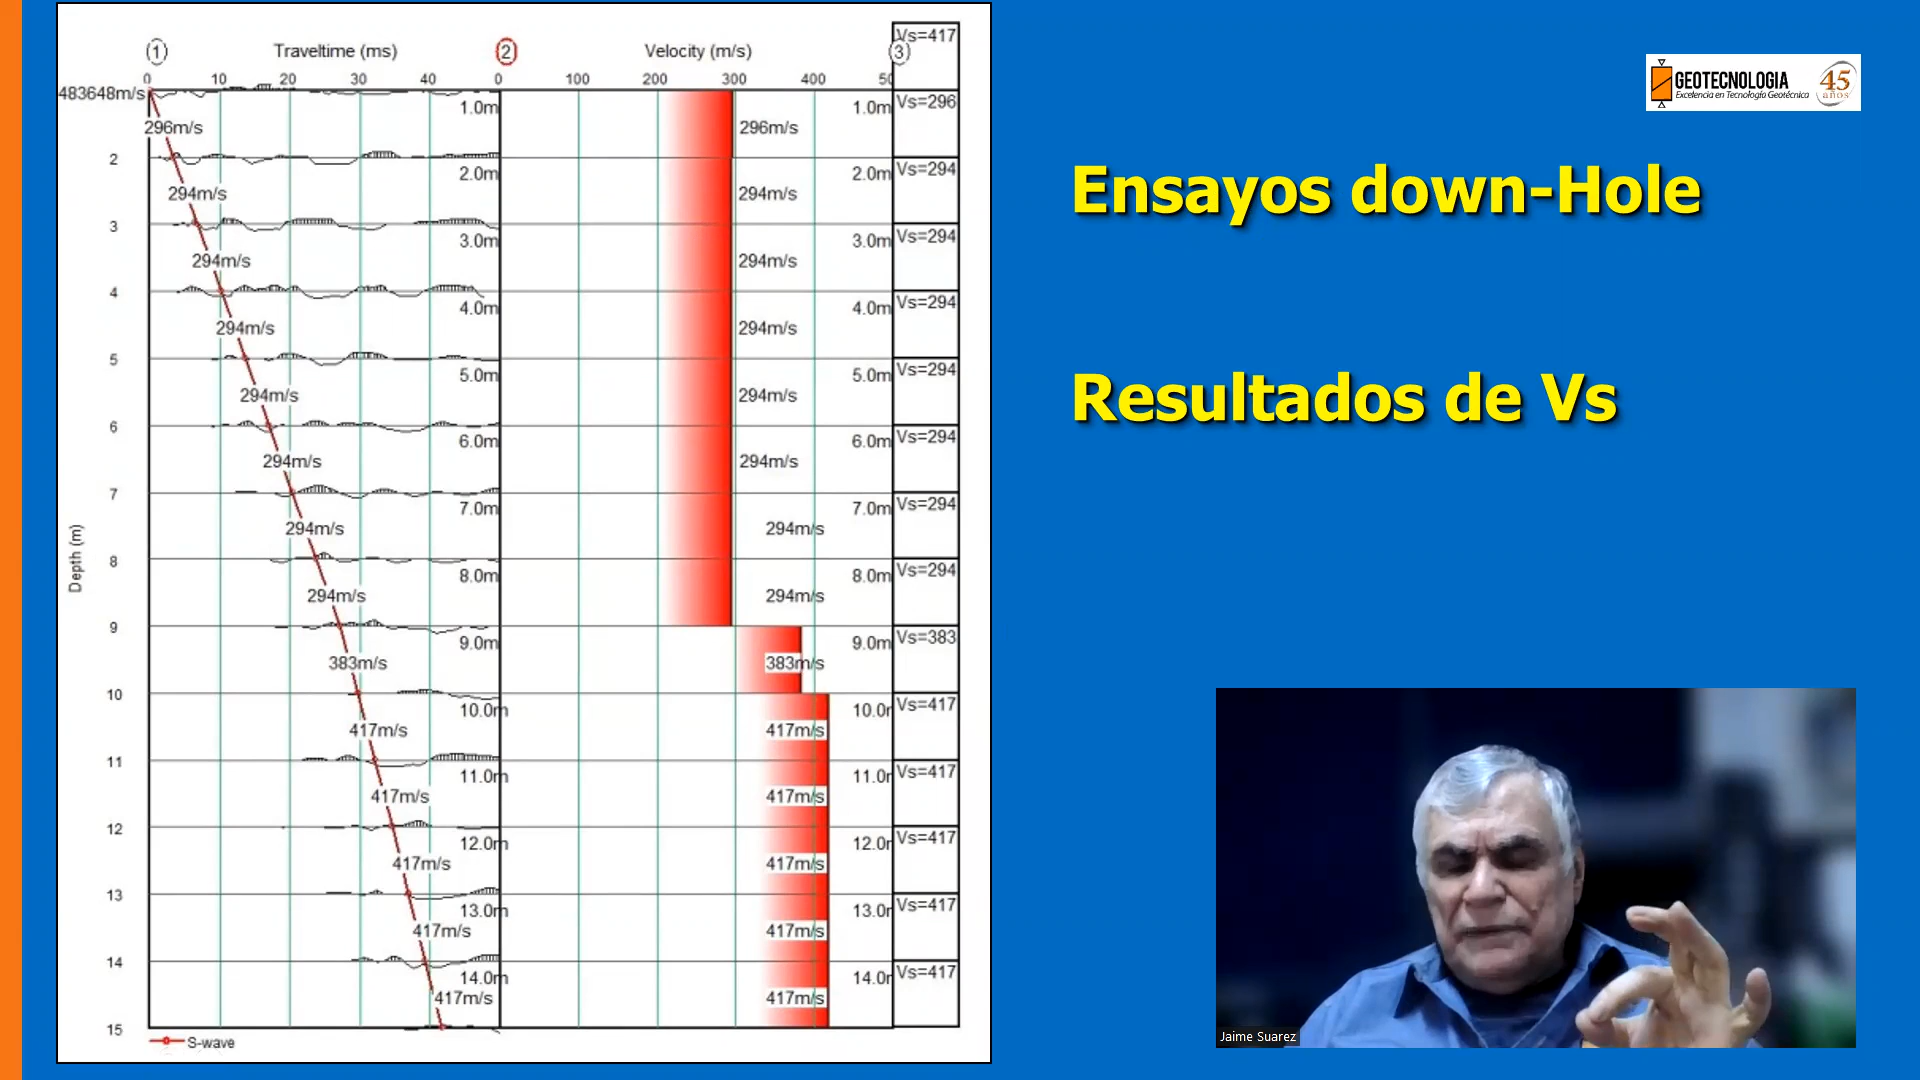 Vs=417
1 Traveltime (ms) 2 Velocity (m/s) 3
0 10 20 30 40 0 100 200 300 400 50
483648m/s
1.0m 1.0m Vs=296
296m/s 296m/s
2 2.0m 2.0m Vs=294
294m/s 294m/s
3 3.0m 3.0m Vs=294
294m/s 294m/s
4 4.0m 4.0m Vs=294
294m/s 294m/s
5 5.0m 5.0m Vs=294
294m/s 294m/s
6 6.0m 6.0m Vs=294
294m/s 294m/s
7 7.0m 7.0m Vs=294
294m/s 294m/s
8 8.0m 8.0m Vs=294
294m/s 294m/s
9 9.0m 9.0m Vs=383
383m/s 383m/s
10 10.0m 10.0m Vs=417
417m/s 417m/s
11 11.0m 11.0m Vs=417
417m/s 417m/s
12 12.0m 12.0m Vs=417
417m/s 417m/s
13 13.0m 13.0m Vs=417
417m/s 417m/s
14 14.0m 14.0m Vs=417
417m/s 417m/s
15
Depth (m)
S-wave
GEOTECNOLOGIA
Excelencia en Tecnología Geotécnica
45
años
Ensayos down-Hole
Resultados de Vs
Jaime Suarez